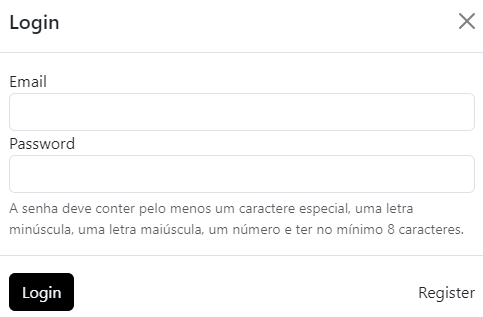 Login
Email
Password
A senha deve conter pelo menos um caractere especial, uma letra
minúscula, uma letra maiúscula, um número e ter no mínimo 8 caracteres.
Login
Register